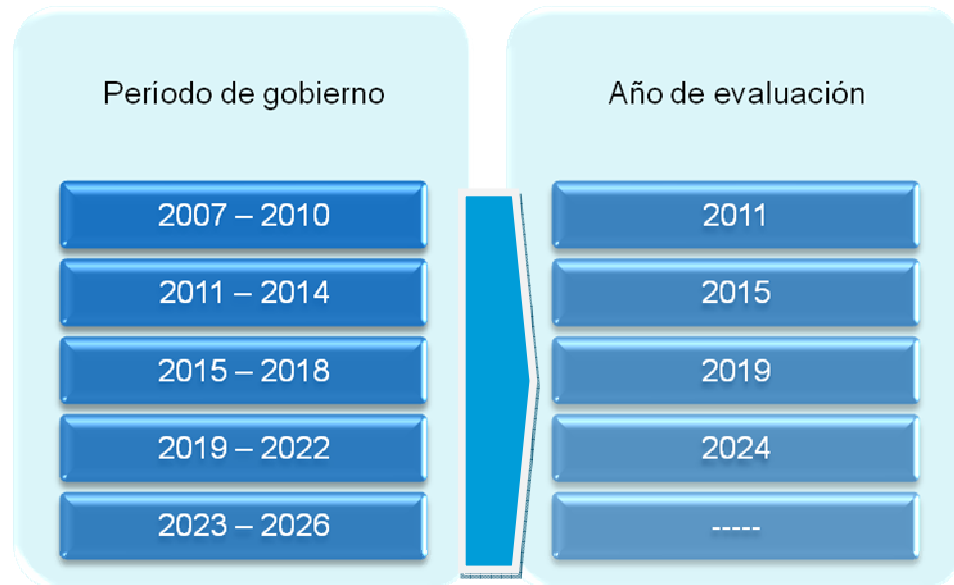 Período de gobierno
2007 – 2010
2011 – 2014
2015 – 2018
2019 – 2022
2023 – 2026
Año de evaluación
2011
2015
2019
2024
-----